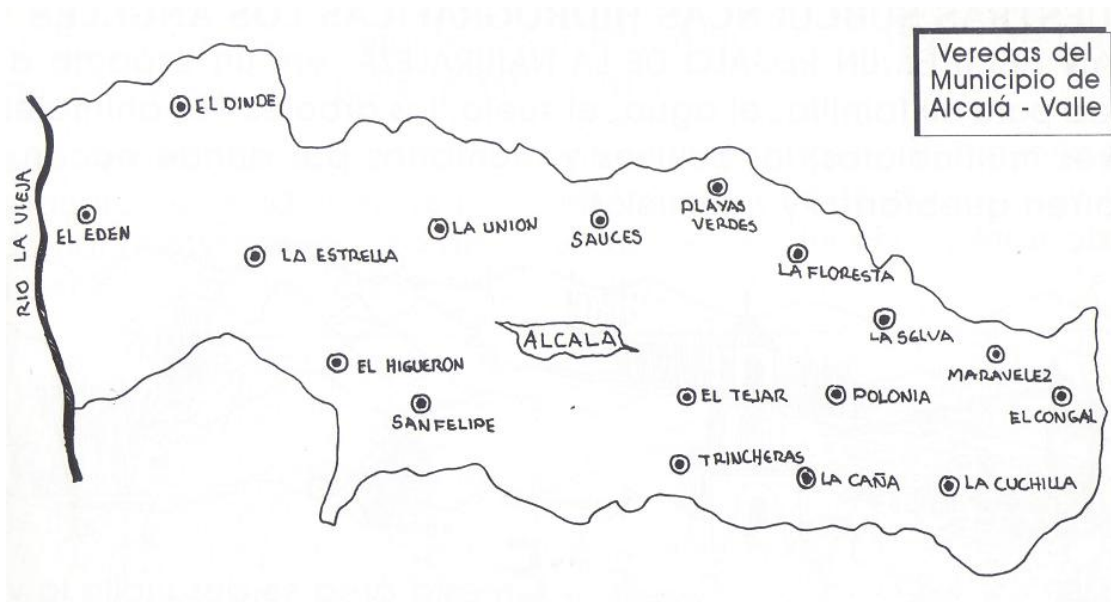 Veredas del
Municipio de
Alcalá - Valle
EL DINDE
RIO LA VIEJA
EL EDEN
LA ESTRELLA
LA UNION
SAUCES
PLAYAS
VERDES
LA FLORESTA
LA SELVA
ALCALA
MARAVELEZ
EL HIGUERON
SAN FELIPE
EL TEJAR
POLONIA
EL CONGAL
TRINCHERAS
LA CAÑA
LA CUCHILLA